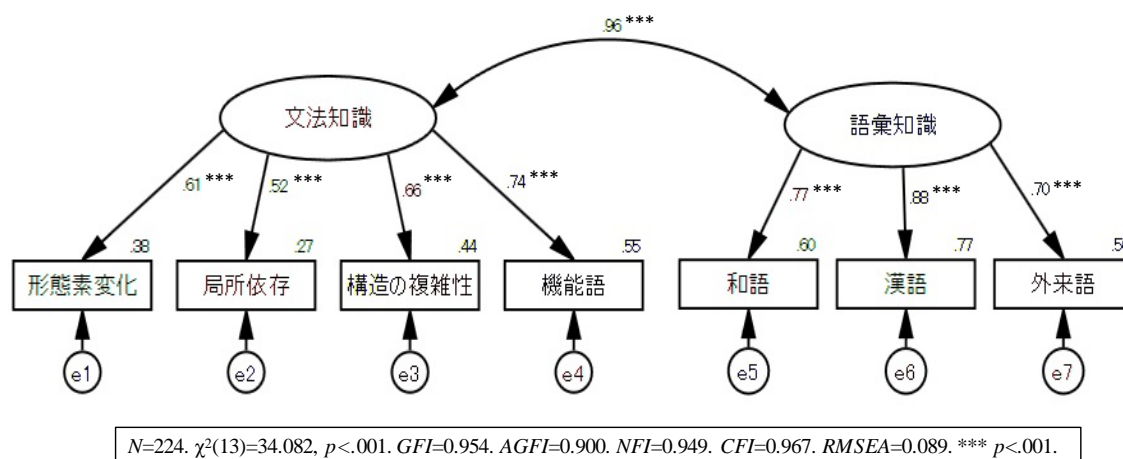 .96 ***
文法知識
語彙知識
.61 ***
.52 ***
.66 ***
.74 ***
.77 ***
.88 ***
.70 ***
.38
.27
.44
.55
.60
.77
形態素変化
局所依存
構造の複雑性
機能語
和語
漢語
外来語
e1
e2
e3
e4
e5
e6
e7
N=224. χ²(13)=34.082, p<.001. GFI=0.954. AGFI=0.900. NFI=0.949. CFI=0.967. RMSEA=0.089. *** p<.001.